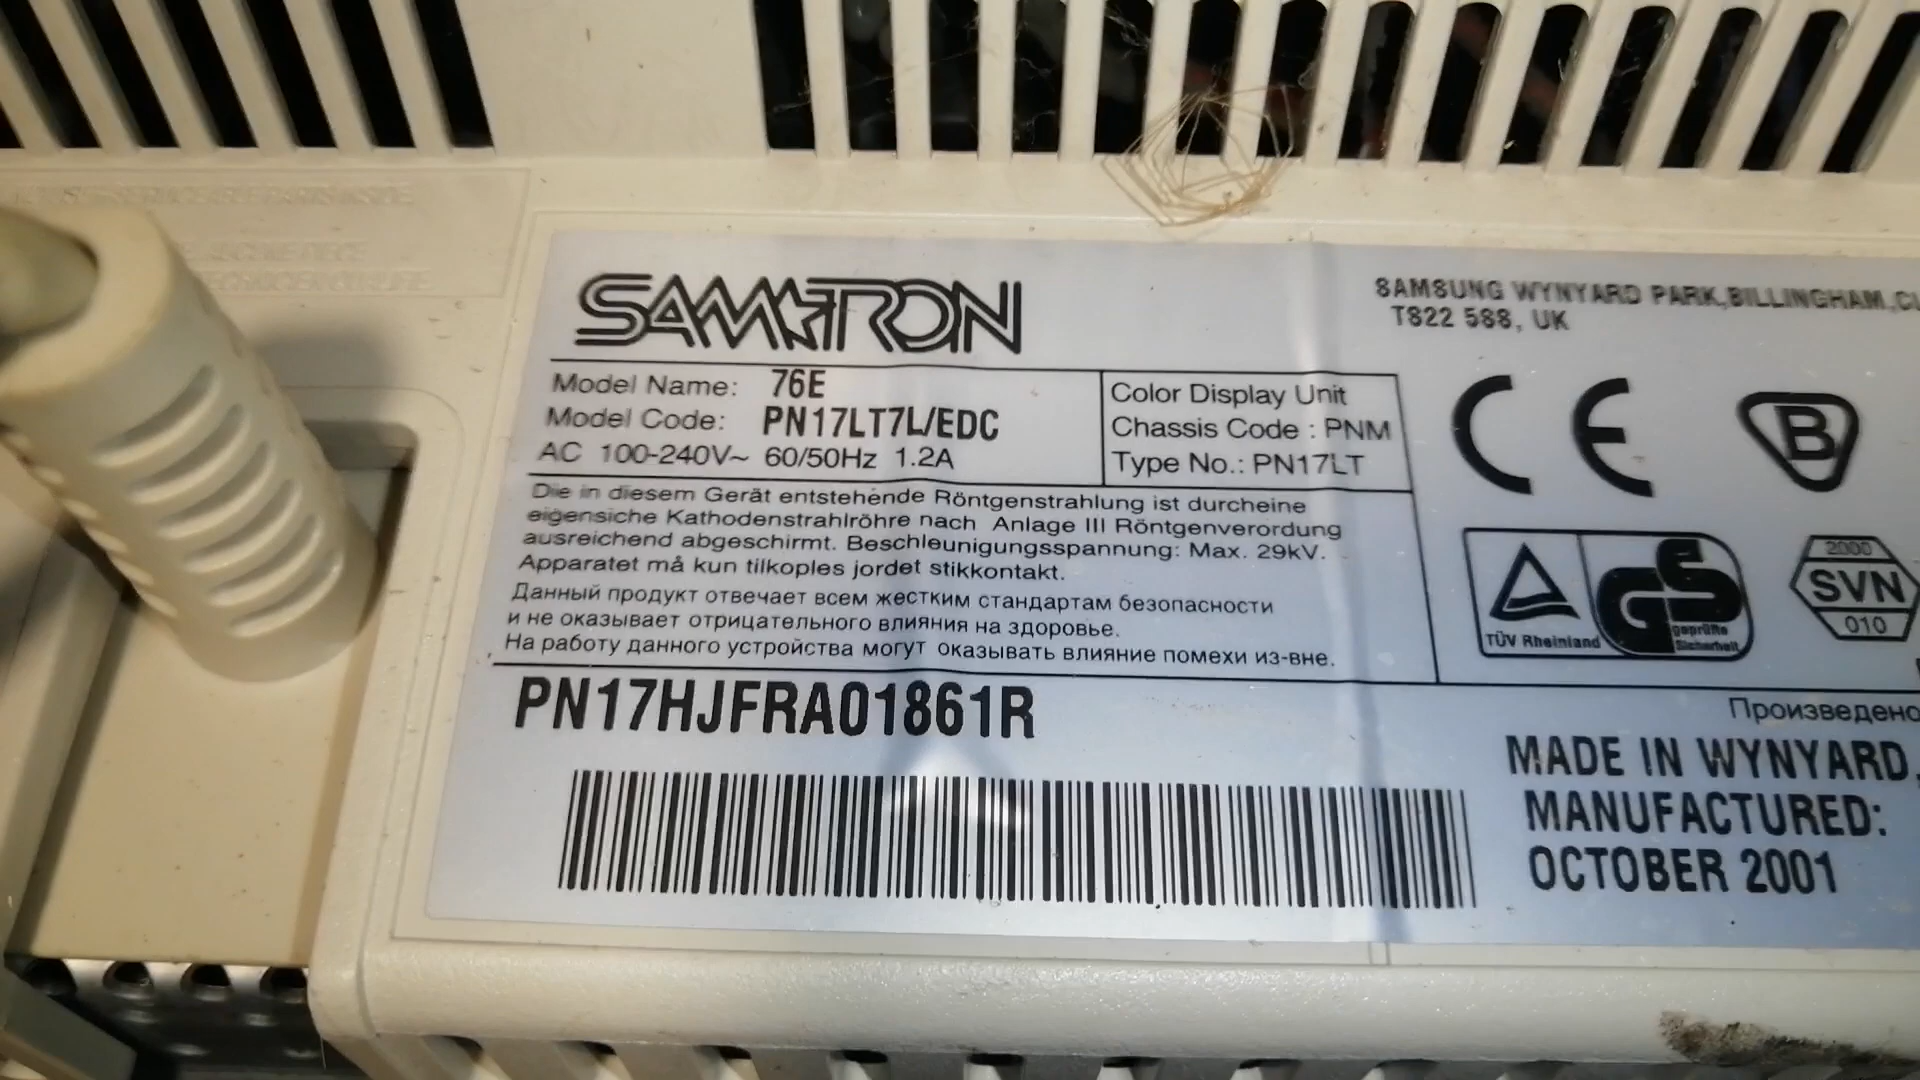 SAMTRON
SAMSUNG WYNYARD PARK,BILLINGHAM,
TS22 5SB, UK
Model Name: 76E
Model Code: PN17LT7L/EDC
AC 100-240V~ 60/50Hz 1.2A
Color Display Unit
Chassis Code : PNM
Type No.: PN17LT
Die in diesem Gerät entstehende Röntgenstrahlung ist durcheine
eigensiche Kathodenstrahlröhre nach Anlage III Röntgenverordung
ausreichend abgeschirmt. Beschleunigungsspannung: Max. 29kV.
Apparatet må kun tilkoples jordet stikkontakt.
Данный продукт отвечает всем жестким стандартам безопасности
и не оказывает отрицательного влияния на здоровье.
На работу данного устройства могут оказывать влияние помехи из-вне.
CE
B
TÜV Rheinland
GS
geprüfte
Sicherheit
2000
SVN
010
PN17HJFRA01861R
Произведено
MADE IN WYNYARD,
MANUFACTURED:
OCTOBER 2001